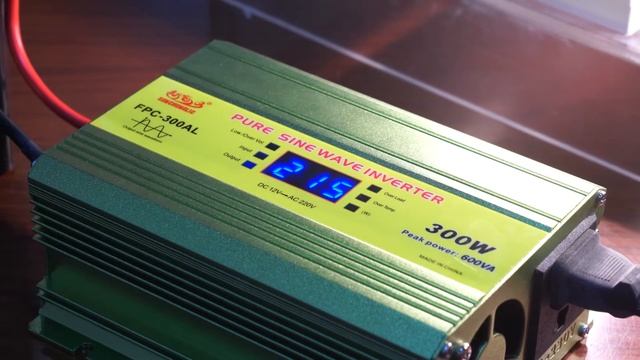 FPC-300AL
PURE SINE WAVE INVERTER
Low/Over Vol
Input
Output
215
Over Load
Over Temp
DC 12V⎓AC 220V
300W
Peak power: 600VA
MADE IN CHINA